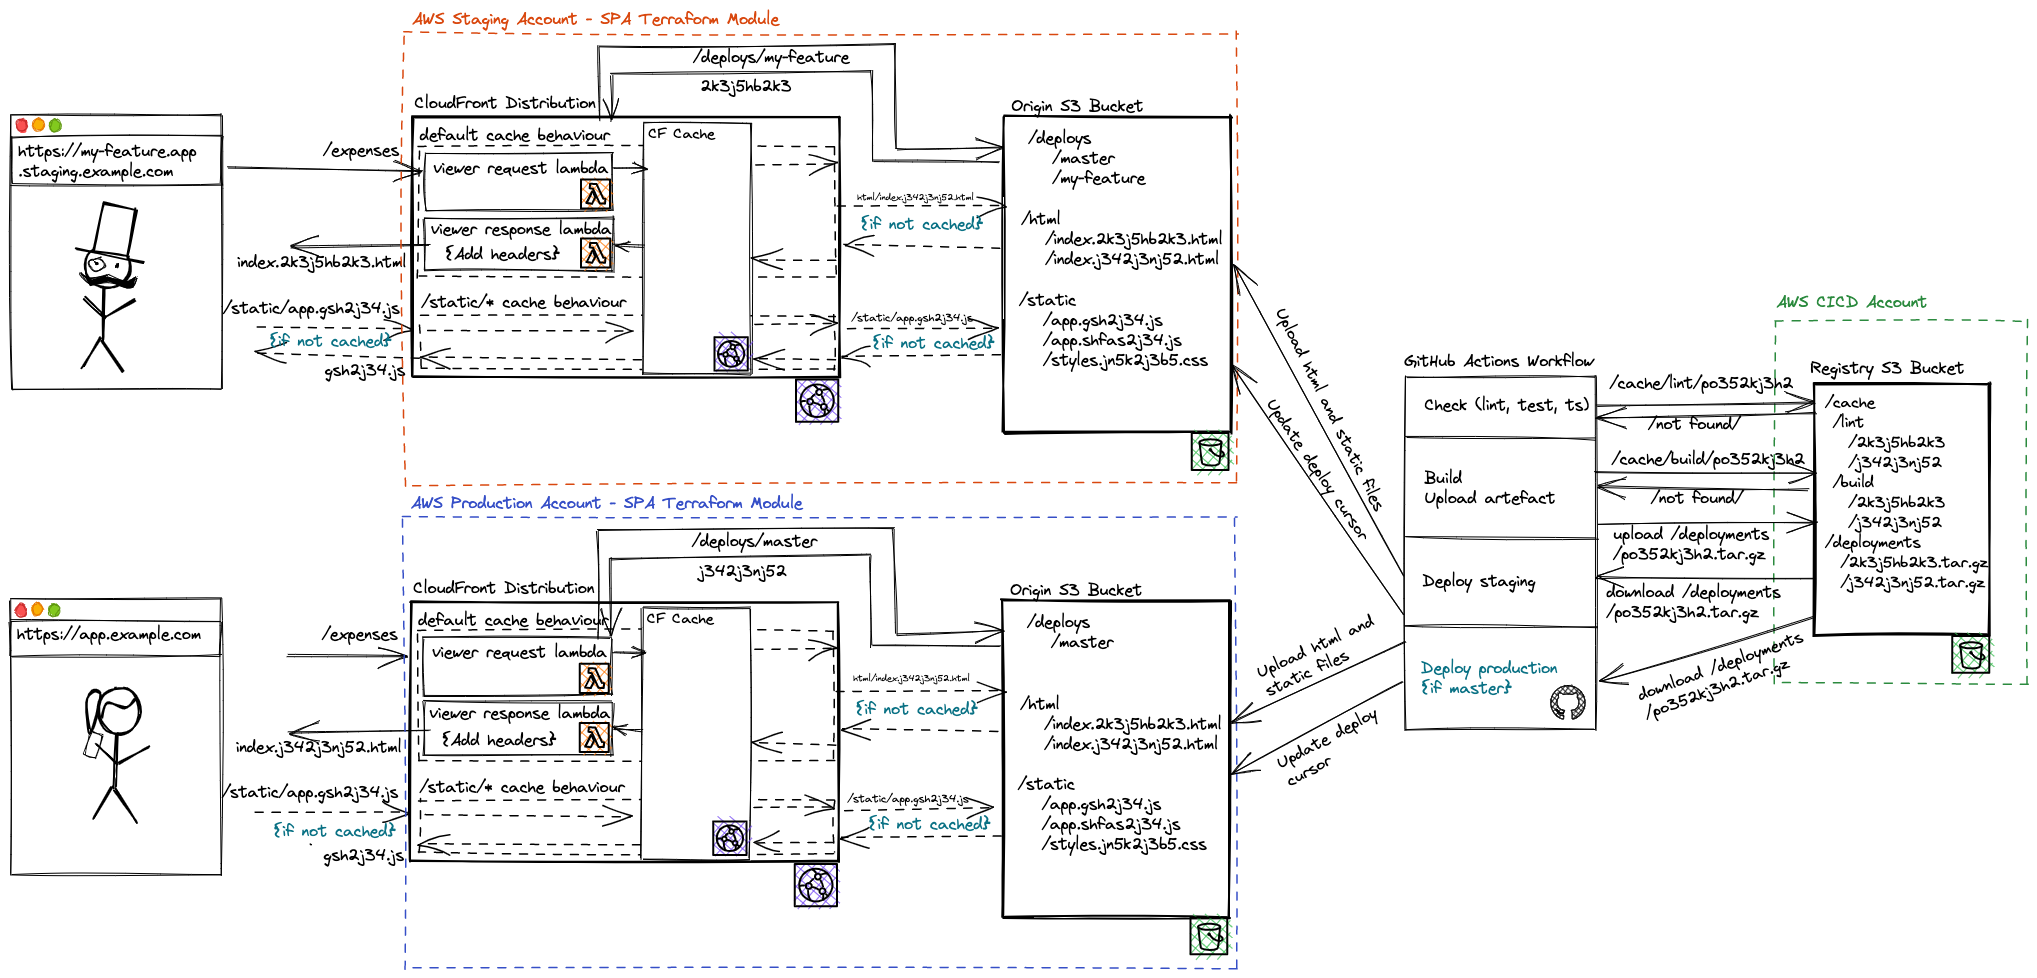 AWS Staging Account - SPA Terraform Module
/deploys/my-feature
2k3j5hb2k3
CloudFront Distribution
default cache behaviour
CF Cache
Origin S3 Bucket
https://my-feature.app
.staging.example.com
/expenses
viewer request lambda
viewer response lambda
{Add headers}
index.2k3j5hb2k3.html
/static/app.gsh2j34.js
{if not cached}
gsh2j34.js
/static/* cache behaviour
html/index.j342j3nj52.html
{if not cached}
/static/app.gsh2j34.js
{if not cached}
/deploys
/master
/my-feature
/html
/index.2k3j5hb2k3.html
/index.j342j3nj52.html
/static
/app.gsh2j34.js
/app.shfas2j34.js
/styles.jn5k2j3b5.css
Upload html and static files
Update deploy cursor
AWS Production Account - SPA Terraform Module
/deploys/master
j342j3nj52
CloudFront Distribution
default cache behaviour
CF Cache
Origin S3 Bucket
https://app.example.com
/expenses
viewer request lambda
viewer response lambda
{Add headers}
index.j342j3nj52.html
/static/app.gsh2j34.js
{if not cached}
gsh2j34.js
/static/* cache behaviour
html/index.j342j3nj52.html
{if not cached}
/static/app.gsh2j34.js
{if not cached}
/deploys
/master
/html
/index.2k3j5hb2k3.html
/index.j342j3nj52.html
/static
/app.gsh2j34.js
/app.shfas2j34.js
/styles.jn5k2j3b5.css
Upload html and
static files
Update deploy
cursor
GitHub Actions Workflow
Check (lint, test, ts)
Build
Upload artefact
Deploy staging
Deploy production
{if master}
/cache/lint/po352kj3h2
/not found/
/cache/build/po352kj3h2
/not found/
upload /deployments
/po352kj3h2.tar.gz
download /deployments
/po352kj3h2.tar.gz
download /deployments
/po352kj3h2.tar.gz
AWS CICD Account
Registry S3 Bucket
/cache
/lint
/2k3j5hb2k3
/j342j3nj52
/build
/2k3j5hb2k3
/j342j3nj52
/deployments
/2k3j5hb2k3.tar.gz
/j342j3nj52.tar.gz